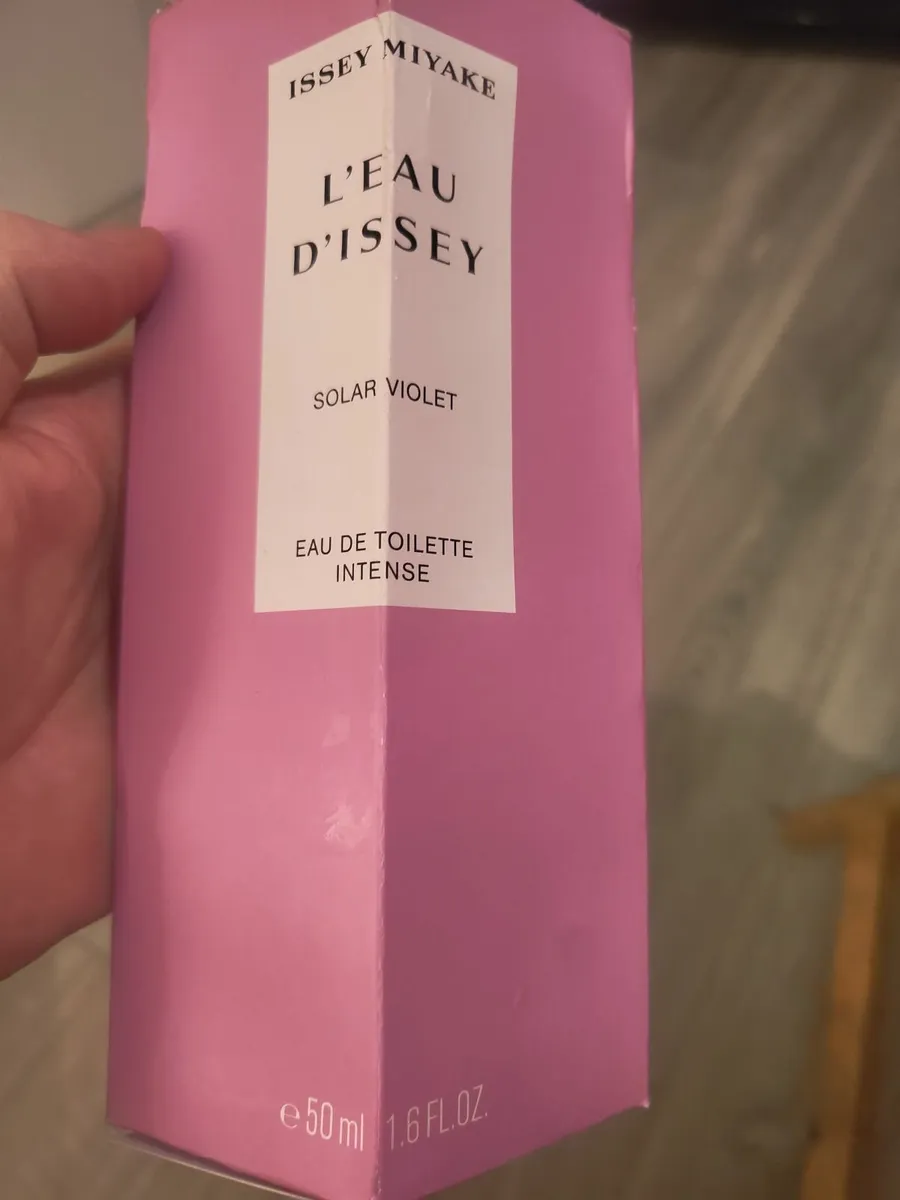 ISSEY MIYAKE
L'EAU
D'ISSEY
SOLAR VIOLET
EAU DE TOILETTE
INTENSE
℮50 ml 1.6 FL.OZ.